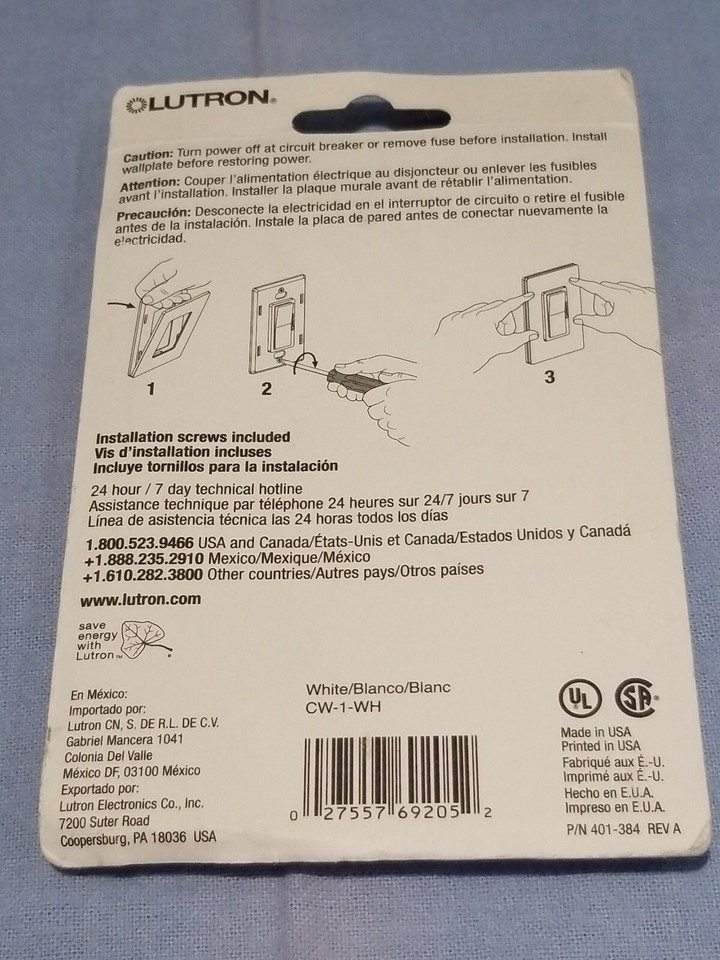 LUTRON®
Caution: Turn power off at circuit breaker or remove fuse before installation. Install
wallplate before restoring power.
Attention: Couper l'alimentation électrique au disjoncteur ou enlever les fusibles
avant l'installation. Installer la plaque murale avant de rétablir l'alimentation.
Precaución: Desconecte la electricidad en el interruptor de circuito o retire el fusible
antes de la instalación. Instale la placa de pared antes de conectar nuevamente la
electricidad.
1
2
3
Installation screws included
Vis d'installation incluses
Incluye tornillos para la instalación
24 hour / 7 day technical hotline
Assistance technique par téléphone 24 heures sur 24/7 jours sur 7
Línea de asistencia técnica las 24 horas todos los días
1.800.523.9466 USA and Canada/États-Unis et Canada/Estados Unidos y Canadá
+1.888.235.2910 Mexico/Mexique/México
+1.610.282.3800 Other countries/Autres pays/Otros países
www.lutron.com
save
energy
with
Lutron™
En México:
Importado por:
Lutron CN, S. DE R.L. DE C.V.
Gabriel Mancera 1041
Colonia Del Valle
México DF, 03100 México
Exportado por:
Lutron Electronics Co., Inc.
7200 Suter Road
Coopersburg, PA 18036 USA
White/Blanco/Blanc
CW-1-WH
0 27557 69205 2
UL SA®
Made in USA
Printed in USA
Fabriqué aux É.-U.
Imprimé aux É.-U.
Hecho en E.U.A.
Impreso en E.U.A.
P/N 401-384 REV A